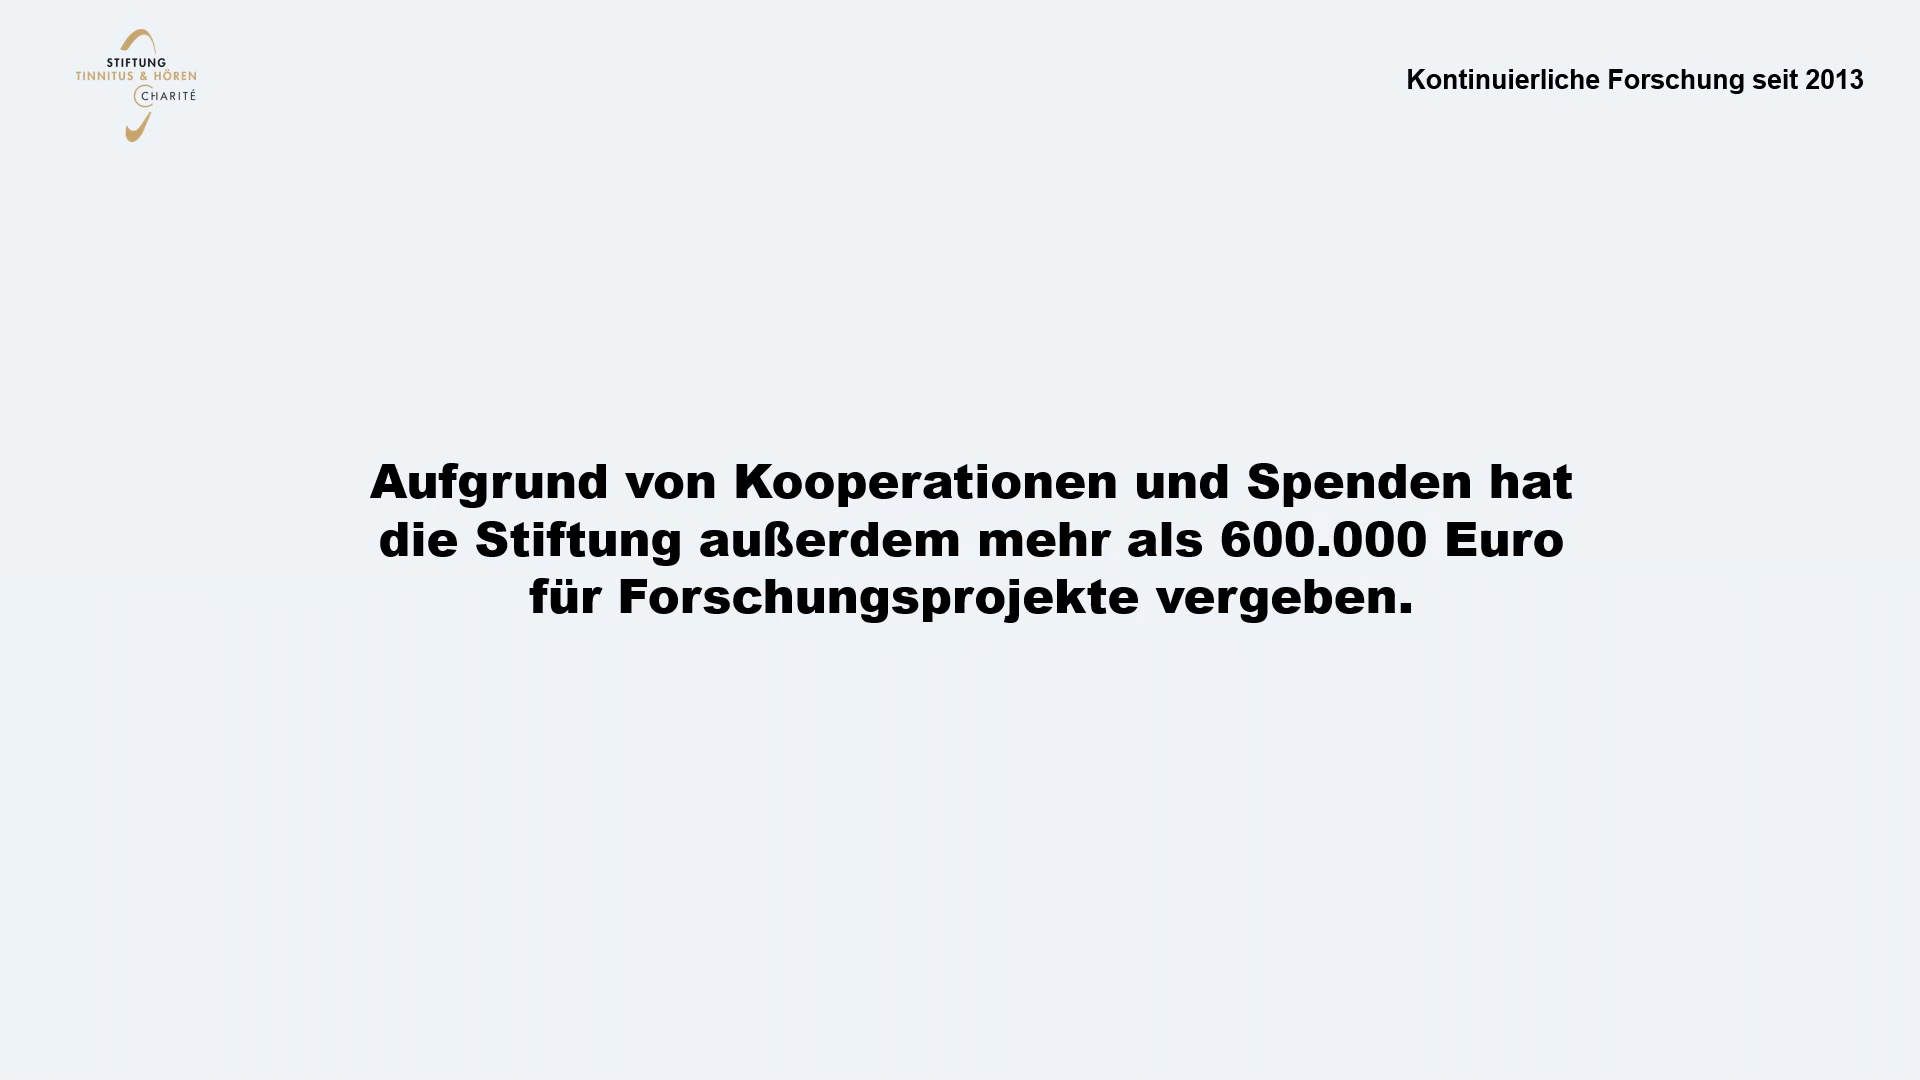 STIFTUNG
TINNITUS & HÖREN
CHARITÉ
Kontinuierliche Forschung seit 2013
Aufgrund von Kooperationen und Spenden hat
die Stiftung außerdem mehr als 600.000 Euro
für Forschungsprojekte vergeben.